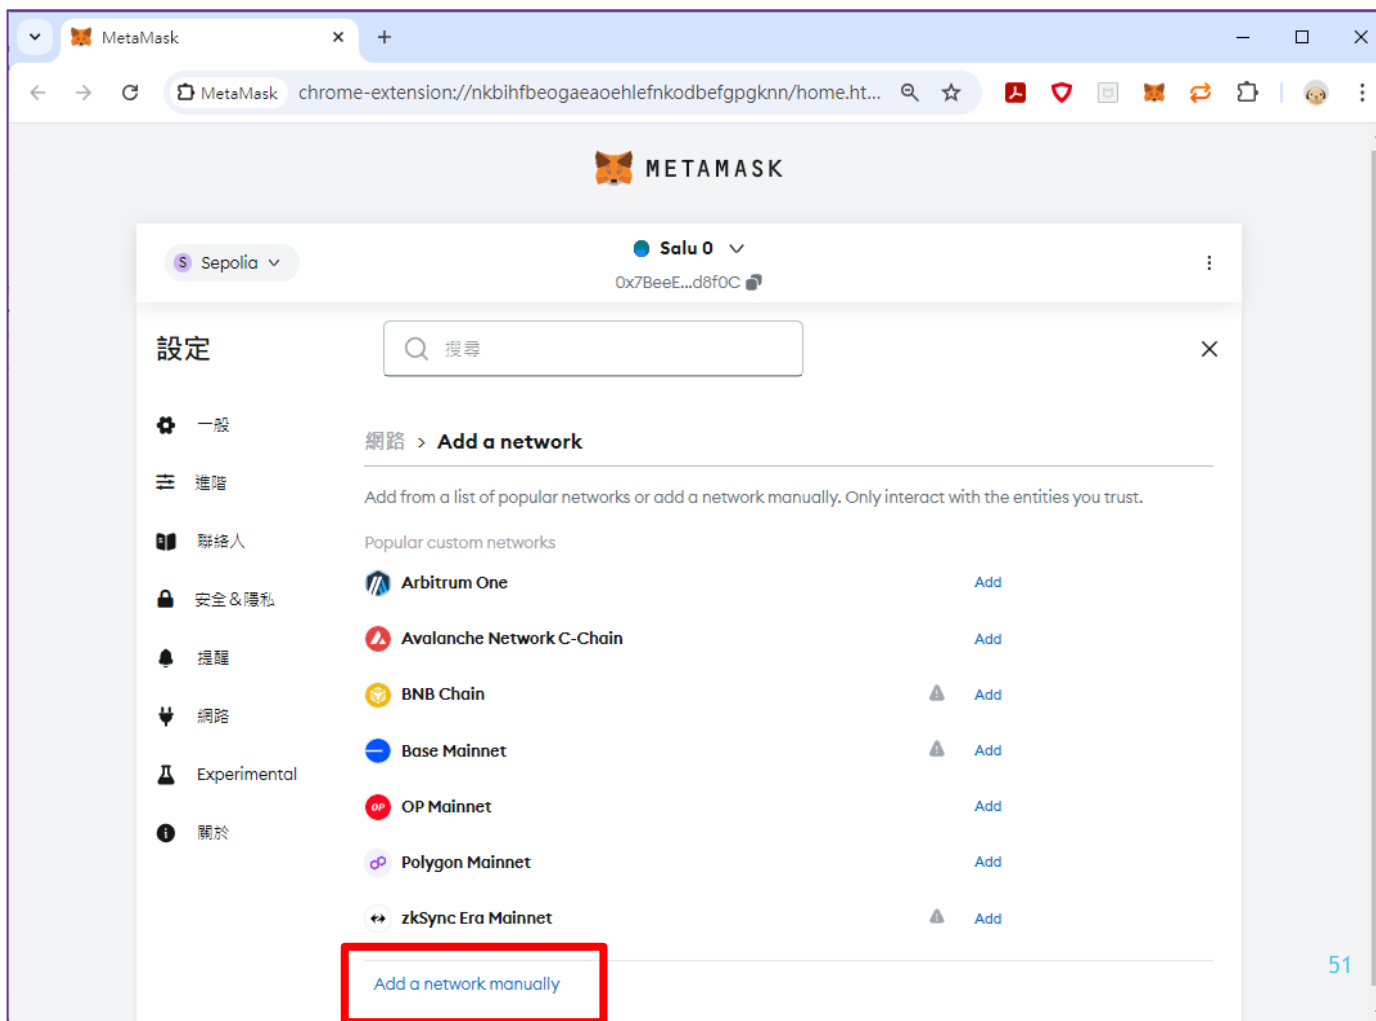 MetaMask
MetaMask chrome-extension://nkbihfbeogaeaoehlefnkodbefgpgknn/home.ht...
METAMASK
S Sepolia
Salu 0
0x7BeeE...d8f0C
設定
搜尋
一般
網路 > Add a network
進階
Add from a list of popular networks or add a network manually. Only interact with the entities you trust.
聯絡人
Popular custom networks
Arbitrum One Add
安全&隱私
Avalanche Network C-Chain Add
提醒
BNB Chain Add
網路
Base Mainnet Add
Experimental
OP OP Mainnet Add
關於
Polygon Mainnet Add
zkSync Era Mainnet Add
51
Add a network manually